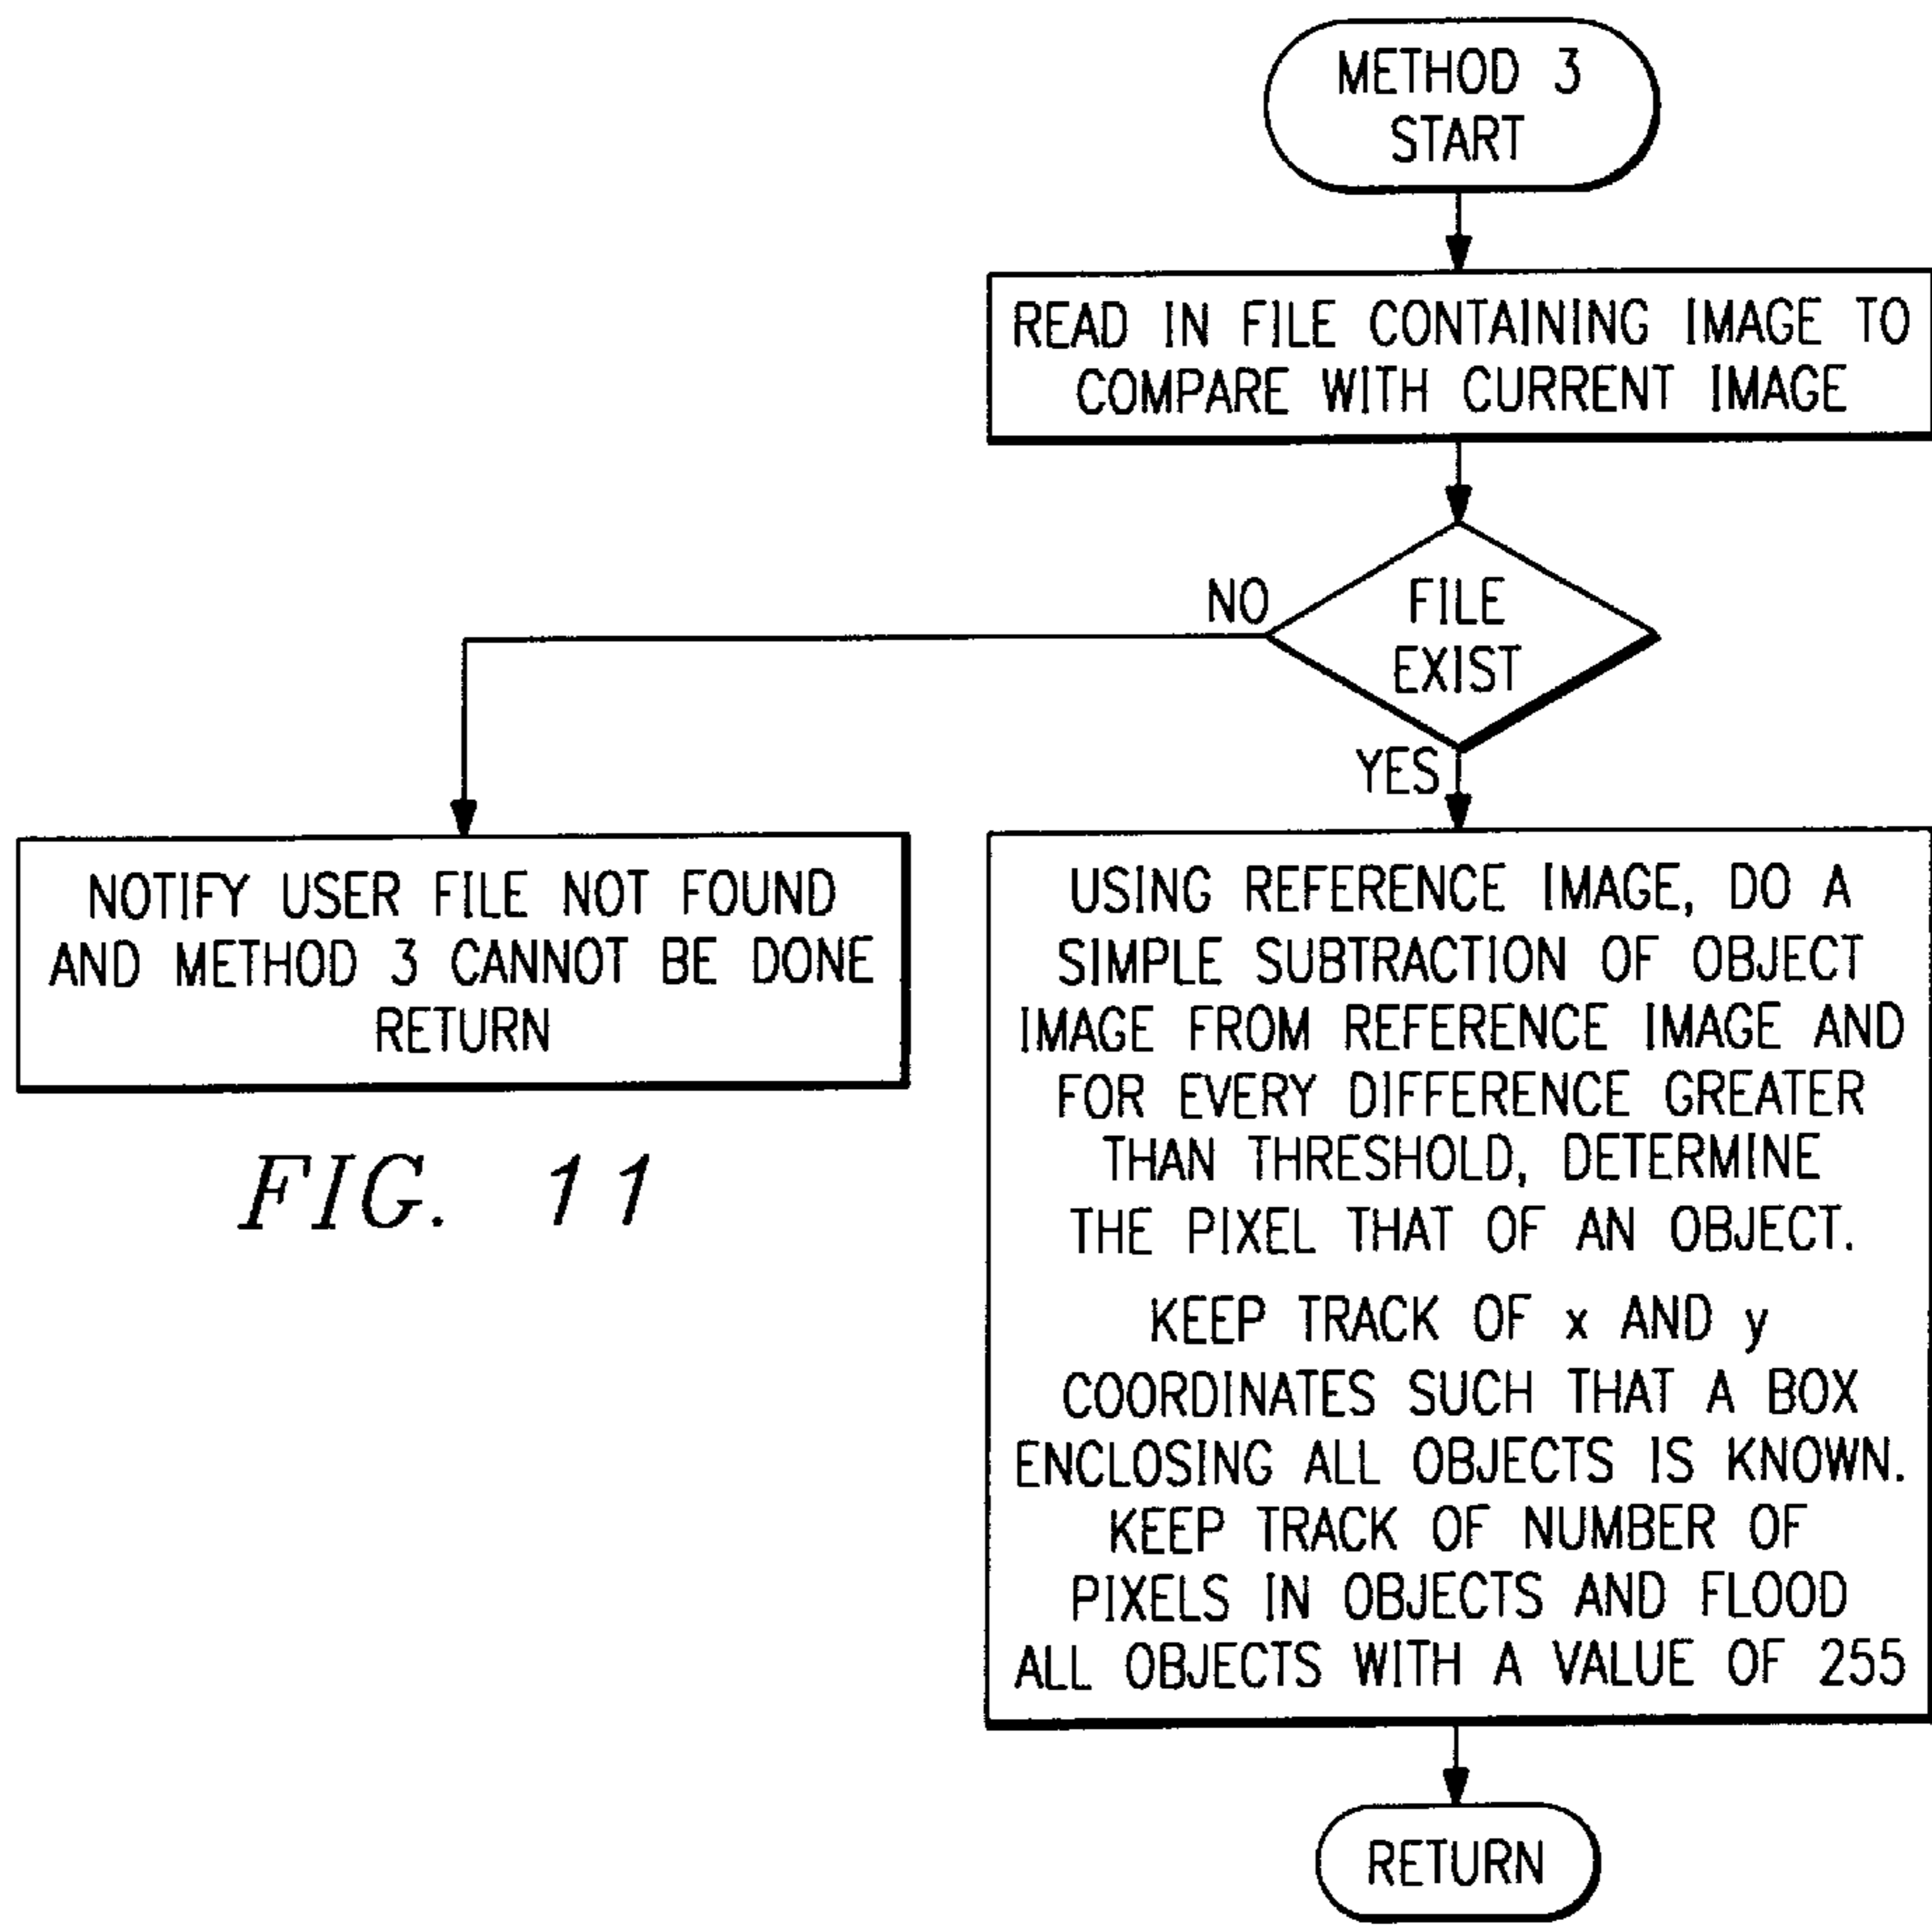 METHOD 3
START
READ IN FILE CONTAINING IMAGE TO
COMPARE WITH CURRENT IMAGE
FILE
EXIST
NO
YES
NOTIFY USER FILE NOT FOUND
AND METHOD 3 CANNOT BE DONE
RETURN
USING REFERENCE IMAGE, DO A
SIMPLE SUBTRACTION OF OBJECT
IMAGE FROM REFERENCE IMAGE AND
FOR EVERY DIFFERENCE GREATER
THAN THRESHOLD, DETERMINE
THE PIXEL THAT OF AN OBJECT.
KEEP TRACK OF x AND y
COORDINATES SUCH THAT A BOX
ENCLOSING ALL OBJECTS IS KNOWN.
KEEP TRACK OF NUMBER OF
PIXELS IN OBJECTS AND FLOOD
ALL OBJECTS WITH A VALUE OF 255
RETURN
FIG. 11